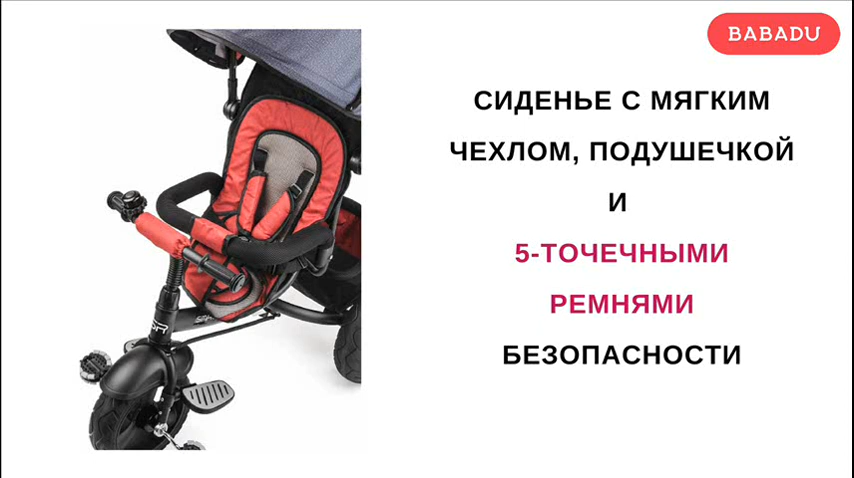 BABADU
СИДЕНЬЕ С МЯГКИМ
ЧЕХЛОМ, ПОДУШЕЧКОЙ
И
5-ТОЧЕЧНЫМИ
РЕМНЯМИ
БЕЗОПАСНОСТИ